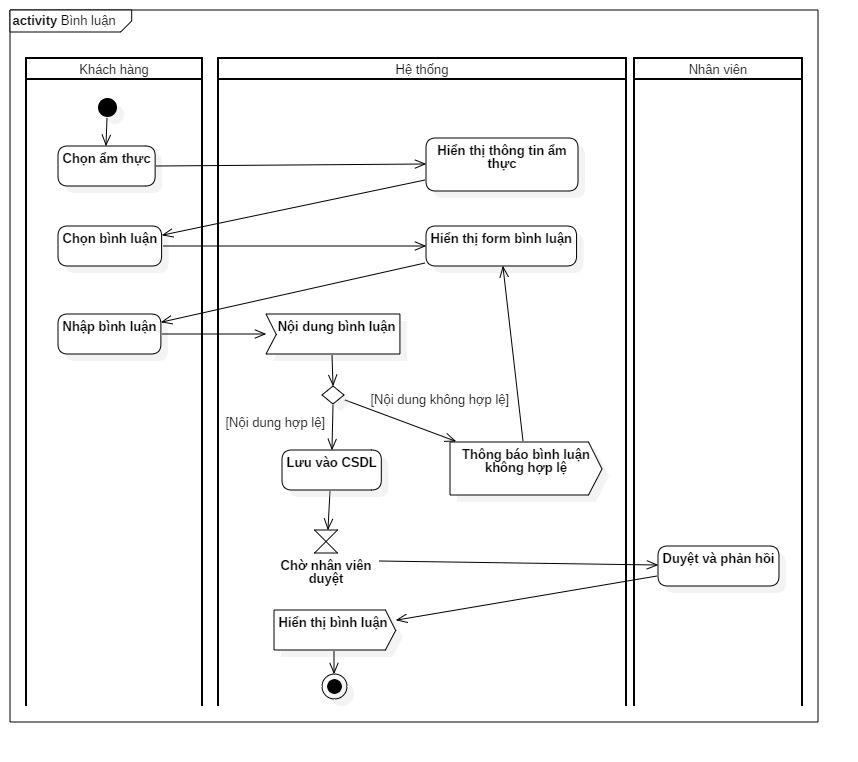 activity Bình luận
Khách hàng
Hệ thống
Nhân viên
Chọn ẩm thực
Hiển thị thông tin ẩm
thực
Chọn bình luận
Hiển thị form bình luận
Nhập bình luận
Nội dung bình luận
[Nội dung không hợp lệ]
[Nội dung hợp lệ]
Thông báo bình luận
không hợp lệ
Lưu vào CSDL
Chờ nhân viên
duyệt
Duyệt và phản hồi
Hiển thị bình luận